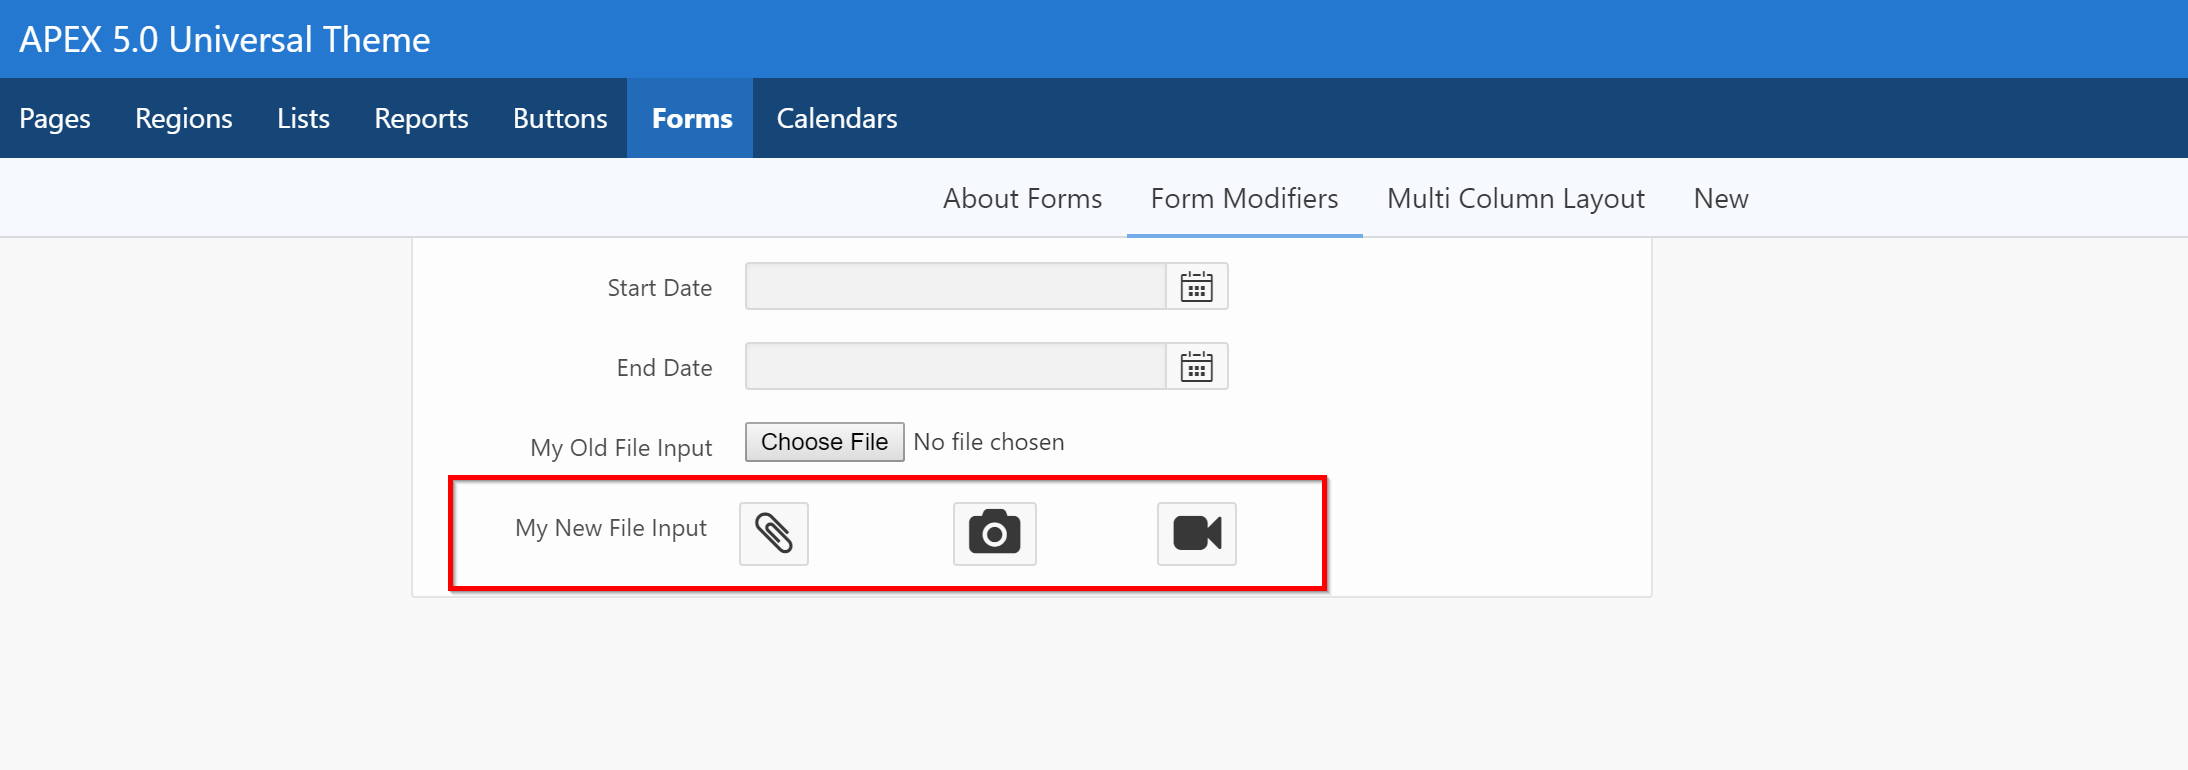 APEX 5.0 Universal Theme
Pages Regions Lists Reports Buttons Forms Calendars
About Forms Form Modifiers Multi Column Layout New
Start Date
End Date
My Old File Input Choose File No file chosen
My New File Input